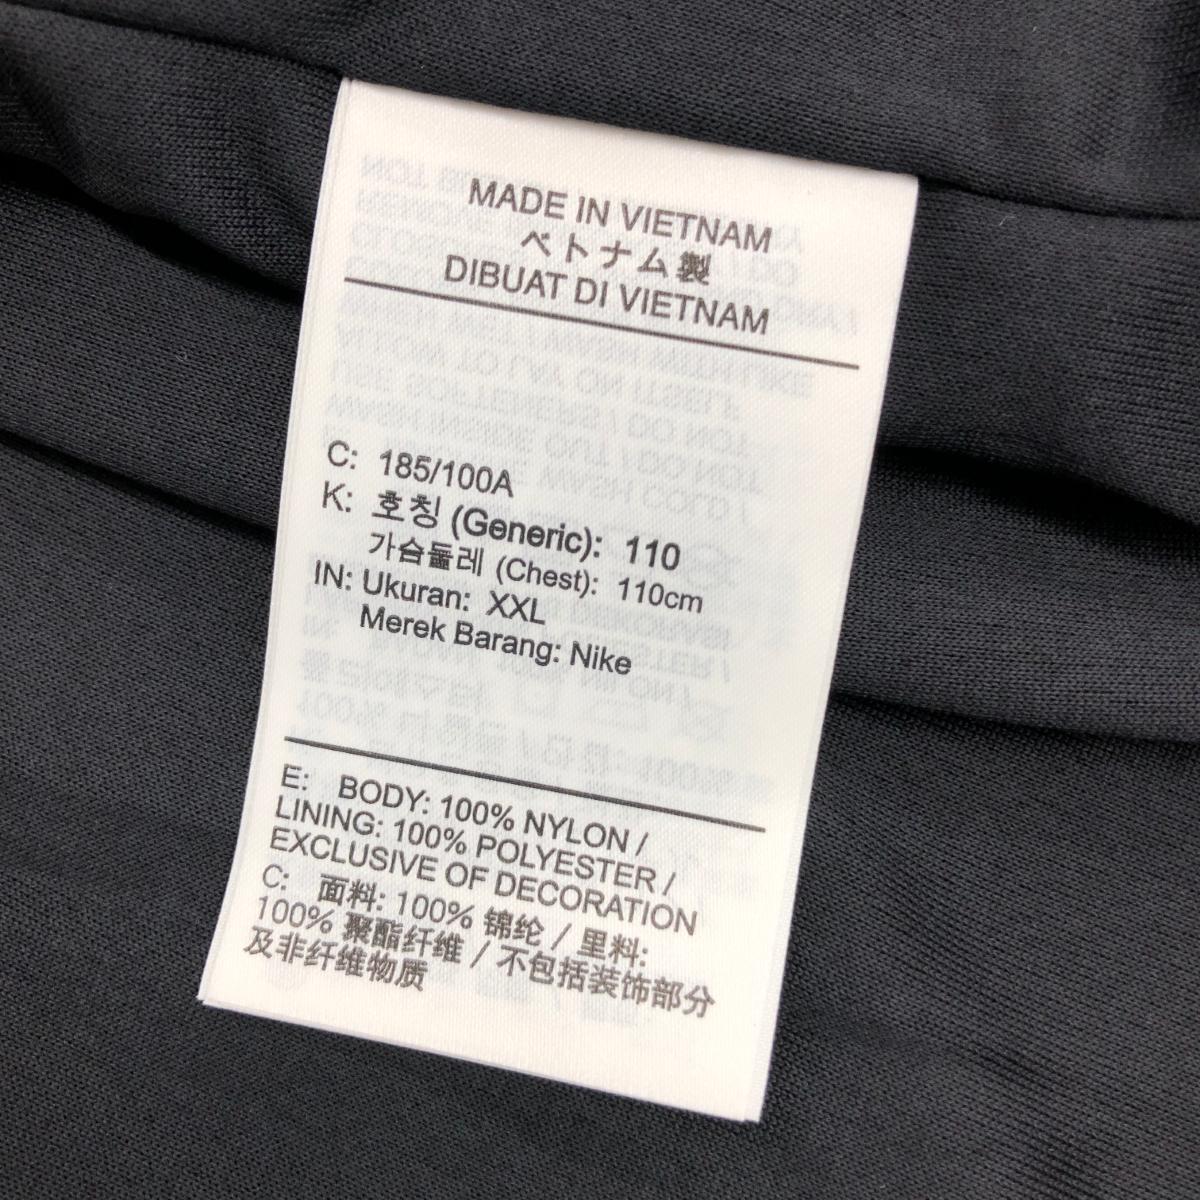 MADE IN VIETNAM
ベトナム製
DIBUAT DI VIETNAM
C: 185/100A
K: 호칭 (Generic): 110
가슴둘레 (Chest): 110cm
IN: Ukuran: XXL
Merek Barang: Nike
E: BODY: 100% NYLON /
LINING: 100% POLYESTER /
EXCLUSIVE OF DECORATION
C: 面料: 100% 锦纶 / 里料:
100% 聚酯纤维 / 不包括装饰部分
及非纤维物质